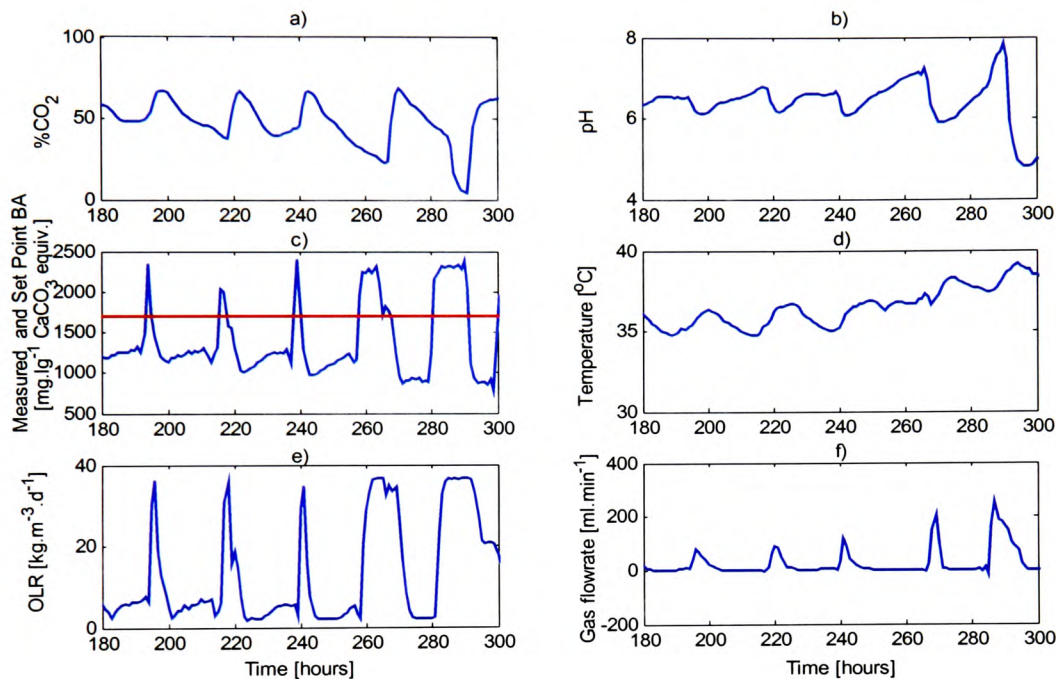 a)
100
50
0
%CO2
180 200 220 240 260 280 300
b)
8
6
4
pH
180 200 220 240 260 280 300
c)
2500
2000
1500
1000
500
Measured and Set Point BA
[mg.lg-1 CaCO3 equiv.]
180 200 220 240 260 280 300
d)
40
35
30
Temperature [oC]
180 200 220 240 260 280 300
e)
40
20
0
OLR [kg.m-3.d-1]
180 200 220 240 260 280 300
Time [hours]
f)
400
200
0
-200
Gas flowrate [ml.min-1]
180 200 220 240 260 280 300
Time [hours]